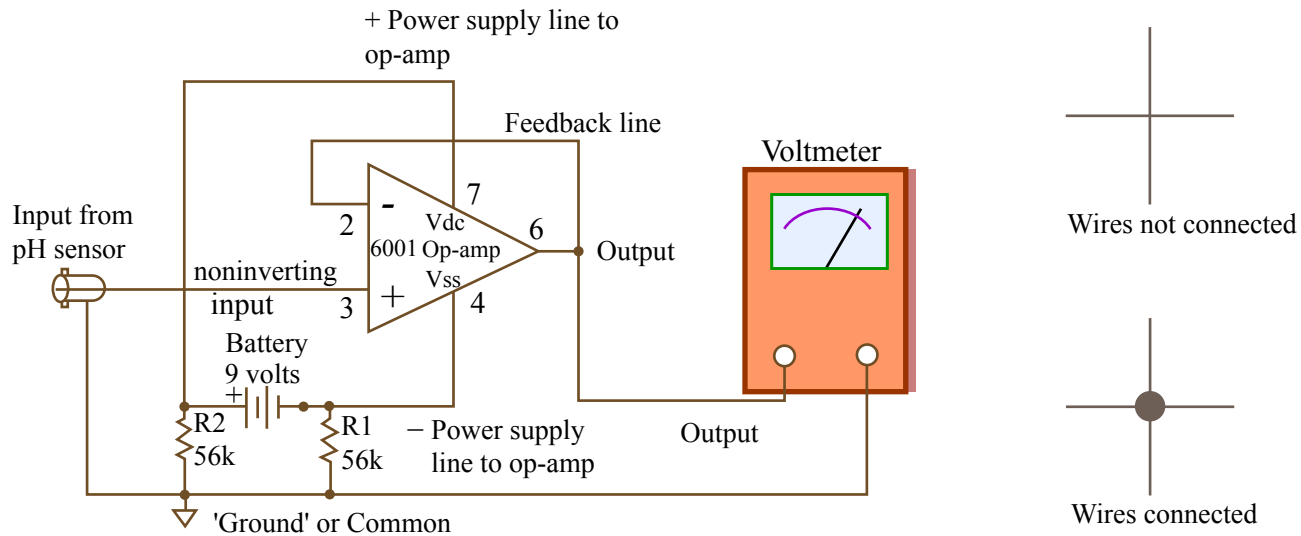 + Power supply line to
op-amp
Feedback line
Voltmeter
Input from
pH sensor
noninverting
input
2
-
7
Vdc
6001 Op-amp
Vss
6
Output
3
+
4
Battery
9 volts
+
R2
56k
R1
56k
– Power supply
line to op-amp
Output
'Ground' or Common
Wires not connected
Wires connected